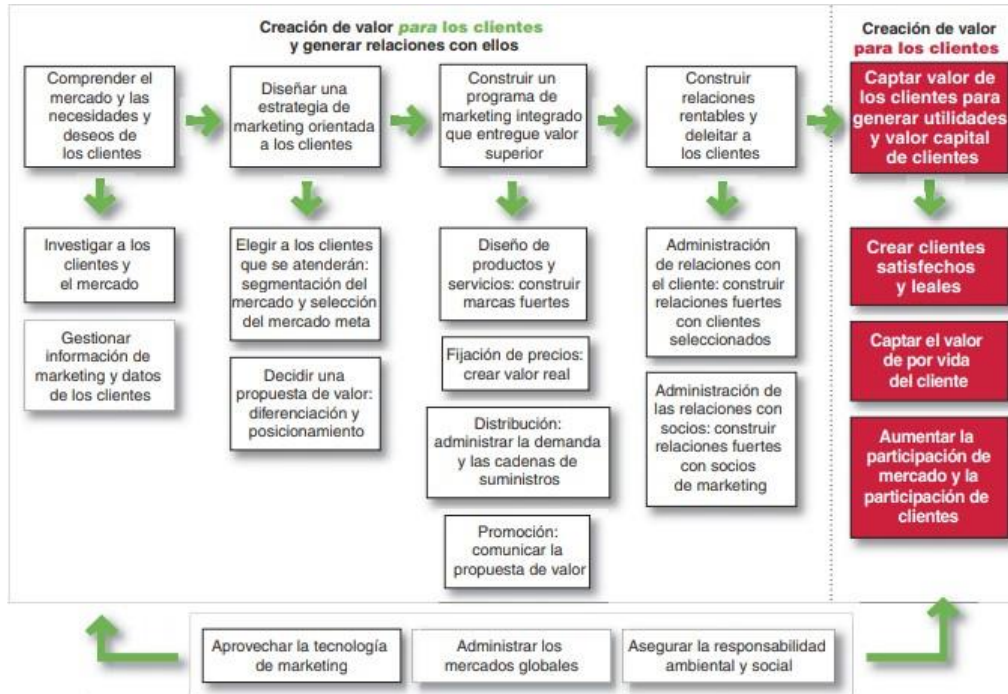 Creación de valor para los clientes
y generar relaciones con ellos
Creación de valor
para los clientes
Comprender el
mercado y las
necesidades y
deseos de
los clientes
Diseñar una
estrategia de
marketing orientada
a los clientes
Construir un
programa de
marketing integrado
que entregue valor
superior
Construir
relaciones
rentables y
deleitar a
los clientes
Captar valor de
los clientes para
generar utilidades
y valor capital
de clientes
Investigar a los
clientes y
el mercado
Gestionar
información de
marketing y datos
de los clientes
Elegir a los clientes
que se atenderán:
segmentación del
mercado y selección
del mercado meta
Decidir una
propuesta de valor:
diferenciación y
posicionamiento
Diseño de
productos y
servicios: construir
marcas fuertes
Fijación de precios:
crear valor real
Distribución:
administrar la demanda
y las cadenas de
suministros
Promoción:
comunicar la
propuesta de valor
Administración
de relaciones con
el cliente: construir
relaciones fuertes
con clientes
seleccionados
Administración de
las relaciones con
socios: construir
relaciones fuertes
con socios
de marketing
Crear clientes
satisfechos
y leales
Captar el valor
de por vida
del cliente
Aumentar la
participación de
mercado y la
participación de
clientes
Aprovechar la tecnología
de marketing
Administrar los
mercados globales
Asegurar la responsabilidad
ambiental y social